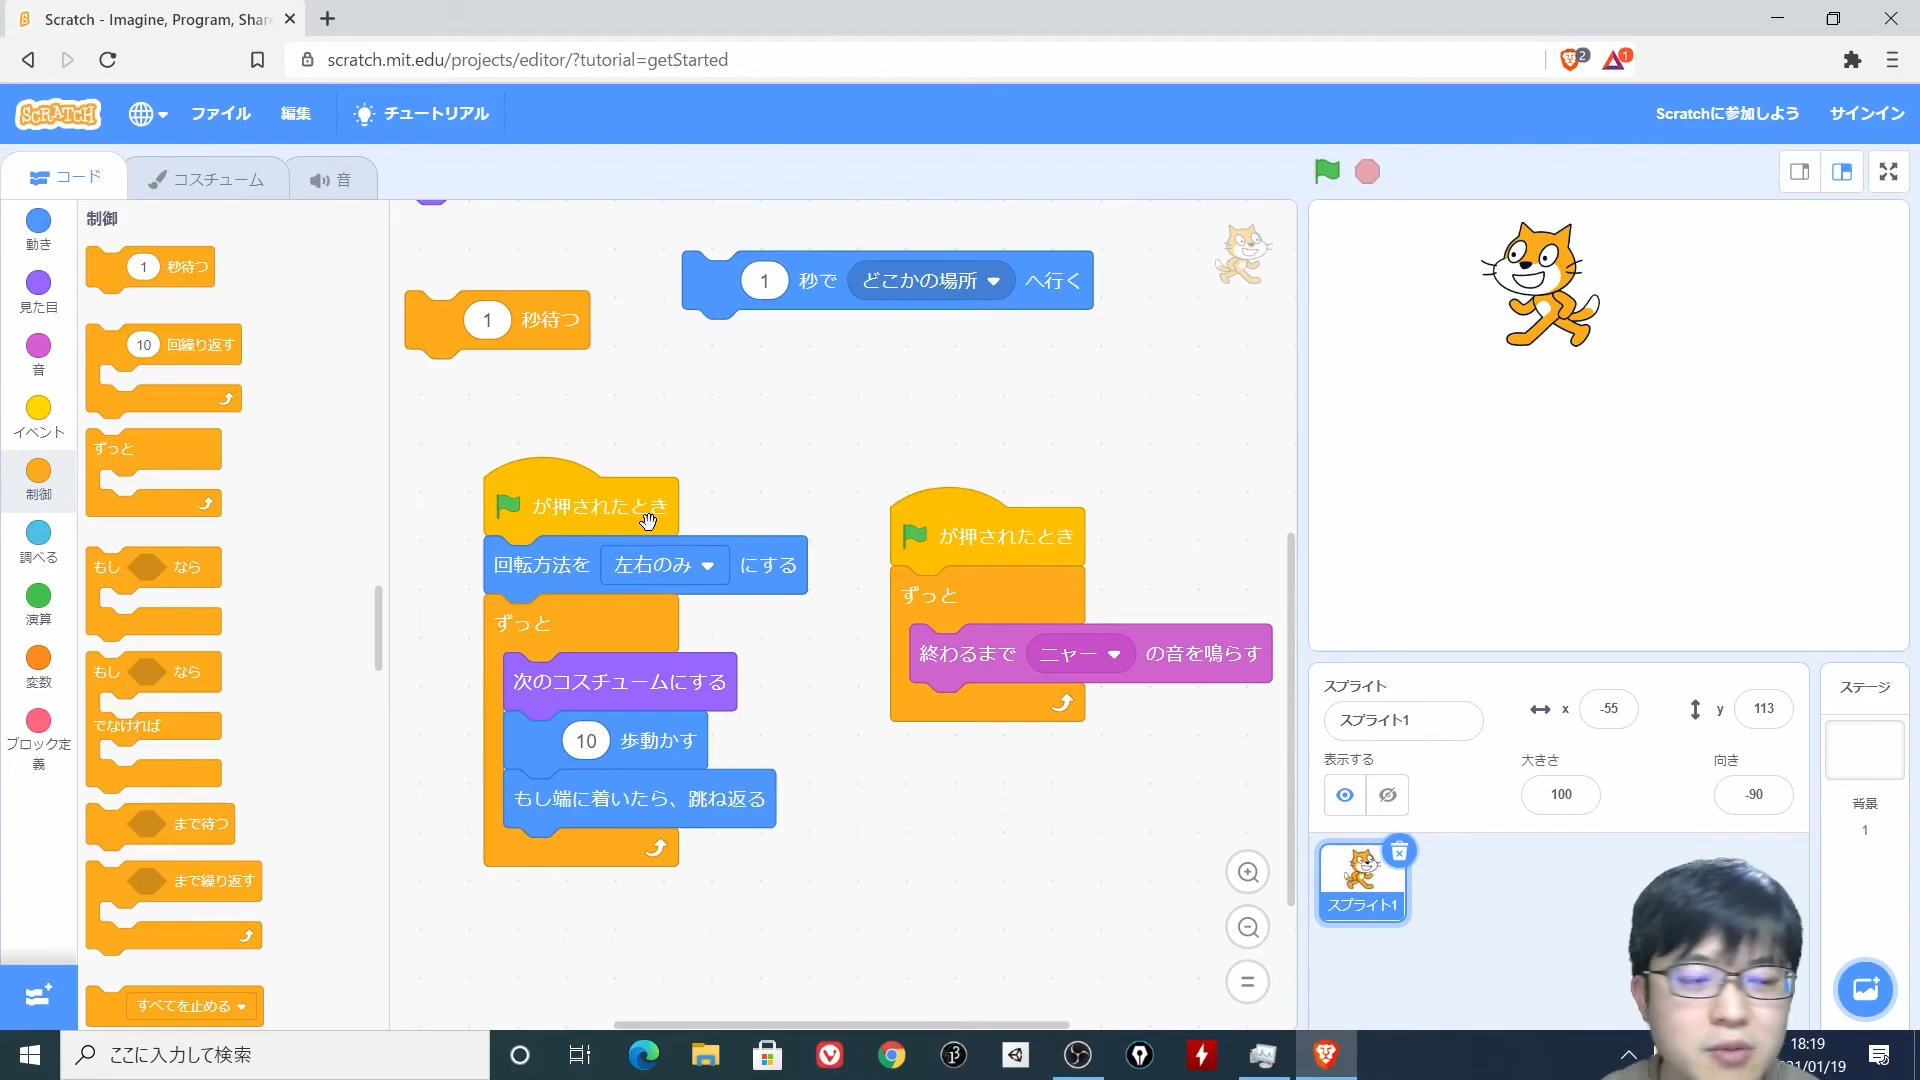 Scratch - Imagine, Program, Shar
scratch.mit.edu/projects/editor/?tutorial=getStarted
2
1
SCRATCH
ファイル
編集
チュートリアル
Scratchに参加しよう
サインイン
コード
コスチューム
音
動き
見た目
音
イベント
制御
調べる
演算
変数
ブロック定
義
制御
1 秒待つ
10 回繰り返す
ずっと
もし なら
もし なら
でなければ
まで待つ
まで繰り返す
すべてを止める
1 秒待つ
1 秒で どこかの場所 へ行く
が押されたとき
回転方法を 左右のみ にする
ずっと
次のコスチュームにする
10 歩動かす
もし端に着いたら、跳ね返る
が押されたとき
ずっと
終わるまで ニャー の音を鳴らす
スプライト
スプライト1
x -55
y 113
表示する
大きさ
100
向き
-90
スプライト1
ステージ
背景
1
ここに入力して検索
18:19
21/01/19